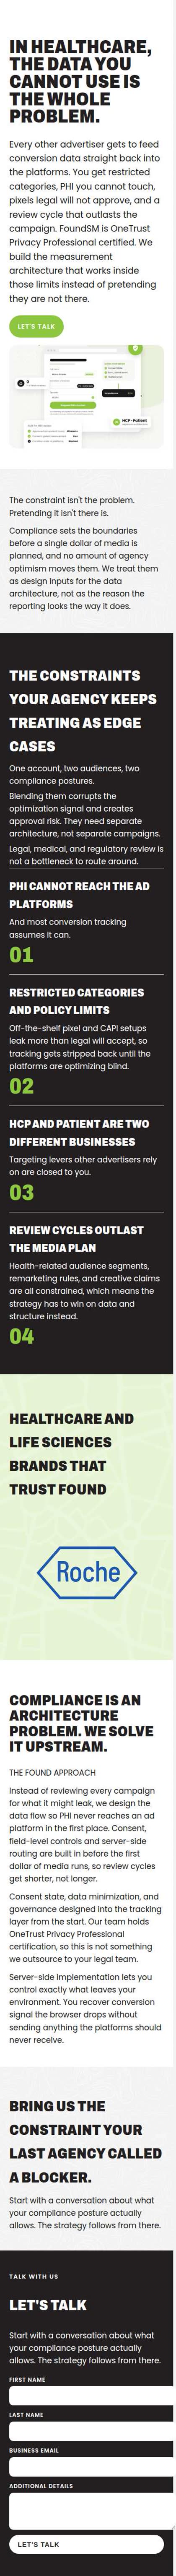 IN HEALTHCARE,
THE DATA YOU
CANNOT USE IS
THE WHOLE
PROBLEM.
Every other advertiser gets to feed
conversion data straight back into
the platforms. You get restricted
categories, PHI you cannot touch,
pixels legal will not approve, and a
review cycle that outlasts the
campaign. FoundSM is OneTrust
Privacy Professional certified. We
build the measurement
architecture that works inside
those limits instead of pretending
they are not there.
LET'S TALK
HCP · Patient
The constraint isn't the problem.
Pretending it isn't there is.
Compliance sets the boundaries
before a single dollar of media is
planned, and no amount of agency
optimism moves them. We treat them
as design inputs for the data
architecture, not as the reason the
reporting looks the way it does.
THE CONSTRAINTS
YOUR AGENCY KEEPS
TREATING AS EDGE
CASES
One account, two audiences, two
compliance postures.
Blending them corrupts the
optimization signal and creates
approval risk. They need separate
architecture, not separate campaigns.
Legal, medical, and regulatory review is
not a bottleneck to route around.
PHI CANNOT REACH THE AD
PLATFORMS
And most conversion tracking
assumes it can.
01
RESTRICTED CATEGORIES
AND POLICY LIMITS
Off-the-shelf pixel and CAPI setups
leak more than legal will accept, so
tracking gets stripped back until the
platforms are optimizing blind.
02
HCP AND PATIENT ARE TWO
DIFFERENT BUSINESSES
Targeting levers other advertisers rely
on are closed to you.
03
REVIEW CYCLES OUTLAST
THE MEDIA PLAN
Health-related audience segments,
remarketing rules, and creative claims
are all constrained, which means the
strategy has to win on data and
structure instead.
04
HEALTHCARE AND
LIFE SCIENCES
BRANDS THAT
TRUST FOUND
Roche
COMPLIANCE IS AN
ARCHITECTURE
PROBLEM. WE SOLVE
IT UPSTREAM.
THE FOUND APPROACH
Instead of reviewing every campaign
for what it might leak, we design the
data flow so PHI never reaches an ad
platform in the first place. Consent,
field-level controls and server-side
routing are built in before the first
dollar of media runs, so review cycles
get shorter, not longer.
Consent state, data minimization, and
governance designed into the tracking
layer from the start. Our team holds
OneTrust Privacy Professional
certification, so this is not something
we outsource to your legal team.
Server-side implementation lets you
control exactly what leaves your
environment. You recover conversion
signal the browser drops without
sending anything the platforms should
never receive.
BRING US THE
CONSTRAINT YOUR
LAST AGENCY CALLED
A BLOCKER.
Start with a conversation about what
your compliance posture actually
allows. The strategy follows from there.
TALK WITH US
LET'S TALK
Start with a conversation about what
your compliance posture actually
allows. The strategy follows from there.
FIRST NAME
LAST NAME
BUSINESS EMAIL
ADDITIONAL DETAILS
LET'S TALK